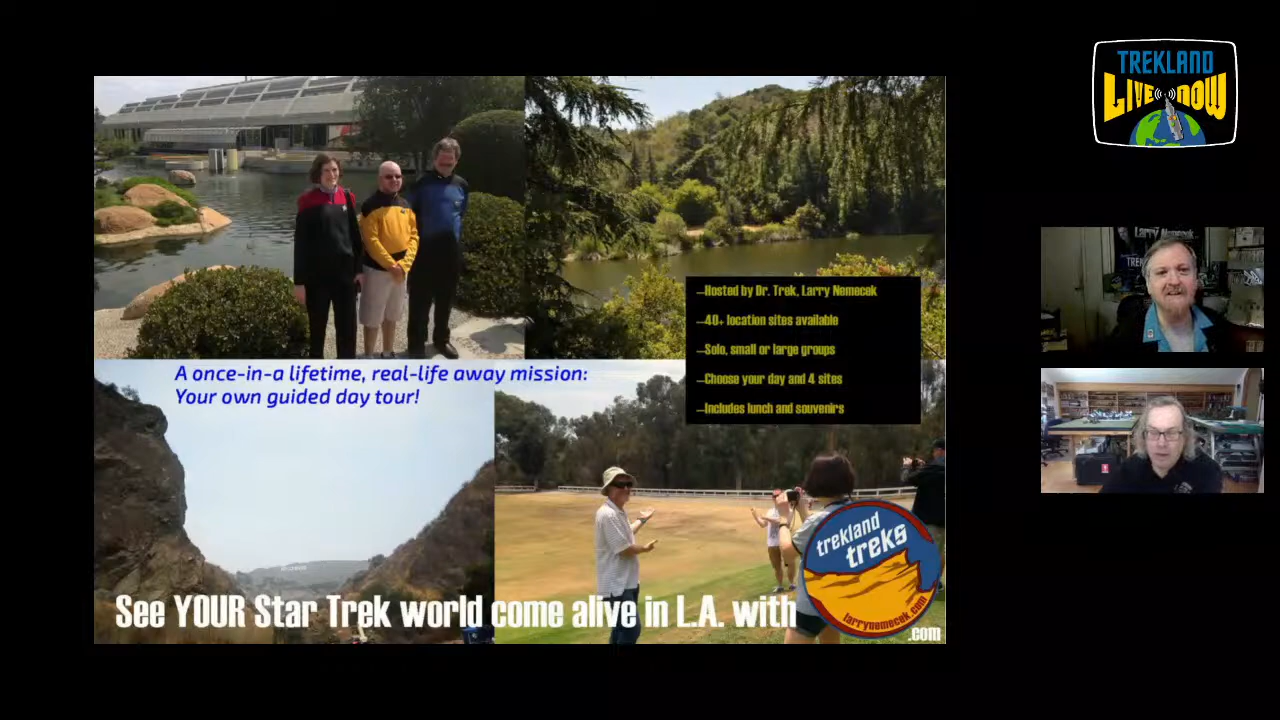 TREKLAND
LIVE NOW
Larry Nemecek
—Hosted by Dr. Trek, Larry Nemecek
—40+ location sites available
—Solo, small or large groups
—Choose your day and 4 sites
—Includes lunch and souvenirs
A once-in-a lifetime, real-life away mission:
Your own guided day tour!
trekland
treks
larrynemecek.com
See YOUR Star Trek world come alive in L.A. with
.com